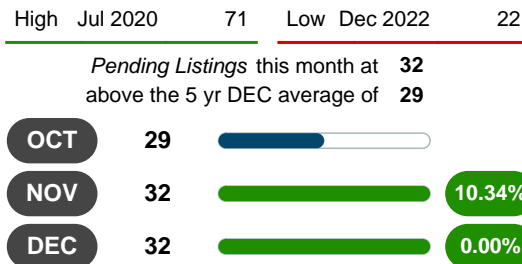 High Jul 2020 71 Low Dec 2022 22
Pending Listings this month at 32
above the 5 yr DEC average of 29
OCT 29
NOV 32 10.34%
DEC 32 0.00%